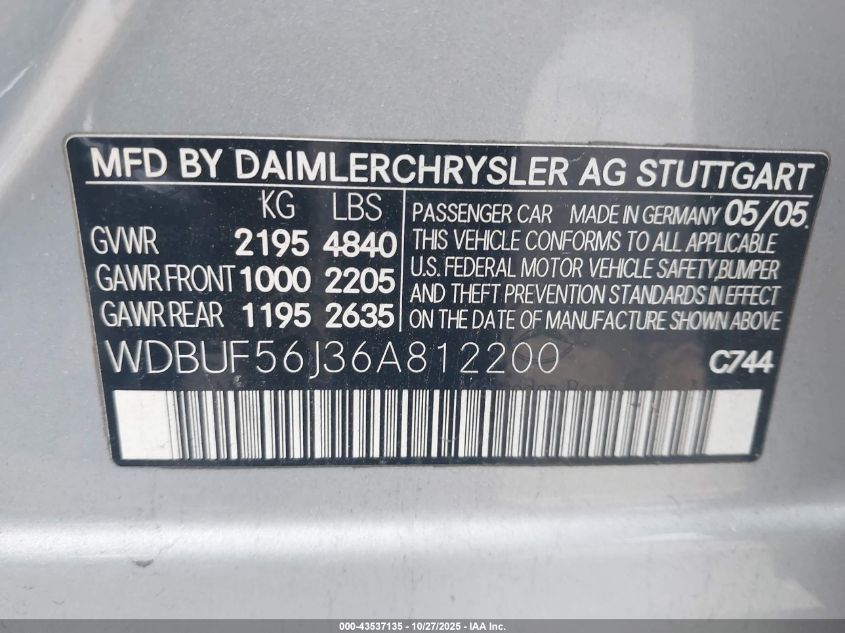 MFD BY DAIMLERCHRYSLER AG STUTTGART
KG LBS
GVWR 2195 4840
GAWR FRONT 1000 2205
GAWR REAR 1195 2635
PASSENGER CAR MADE IN GERMANY 05/05.
THIS VEHICLE CONFORMS TO ALL APPLICABLE
U.S. FEDERAL MOTOR VEHICLE SAFETY,BUMPER
AND THEFT PREVENTION STANDARDS IN EFFECT
ON THE DATE OF MANUFACTURE SHOWN ABOVE
WDBUF56J36A812200 C744
000-43537135 - 10/27/2025 - IAA Inc.